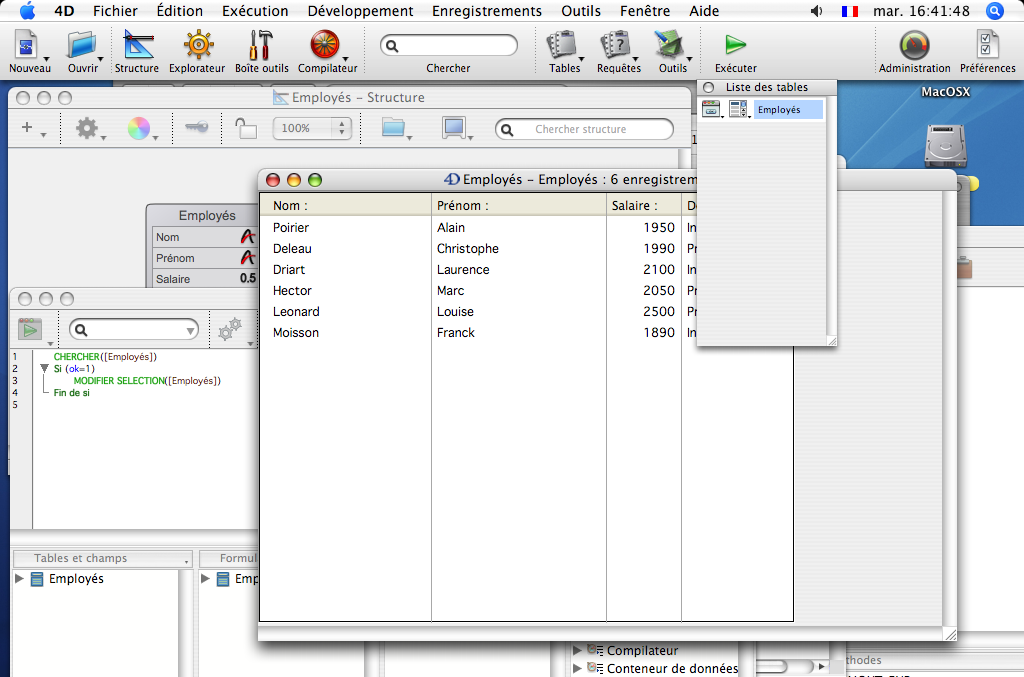 4D Fichier Édition Exécution Développement Enregistrements Outils Fenêtre Aide mar. 16:41:48
Nouveau Ouvrir Structure Explorateur Boîte outils Compilateur Chercher Tables Requêtes Outils Exécuter Administration Préférences
Liste des tables
Employés
MacOSX
Employés – Structure
100% Chercher structure
Employés
Nom
Prénom
Salaire 0.5
4D Employés – Employés : 6 enregistrem
Nom : Prénom : Salaire : D
Poirier Alain 1950 In
Deleau Christophe 1990 Pr
Driart Laurence 2100 In
Hector Marc 2050 Pr
Leonard Louise 2500 Pr
Moisson Franck 1890 In
1 CHERCHER([Employés])
2 Si (ok=1)
3 MODIFIER SELECTION([Employés])
4 Fin de si
5
Tables et champs Formul
Employés Emp
Compilateur
Conteneur de données
thodes